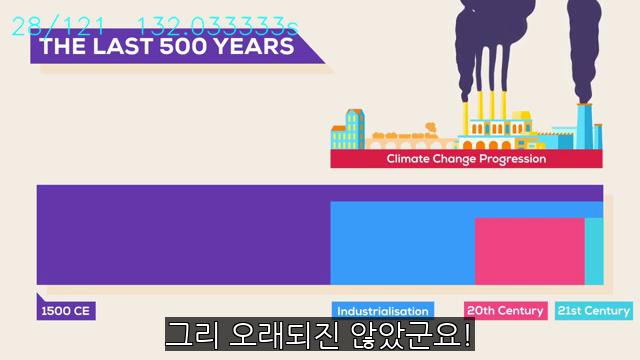 28/121 132.033333s
THE LAST 500 YEARS
Climate Change Progression
1500 CE
Industrialisation
20th Century
21st Century
그리 오래되진 않았군요!